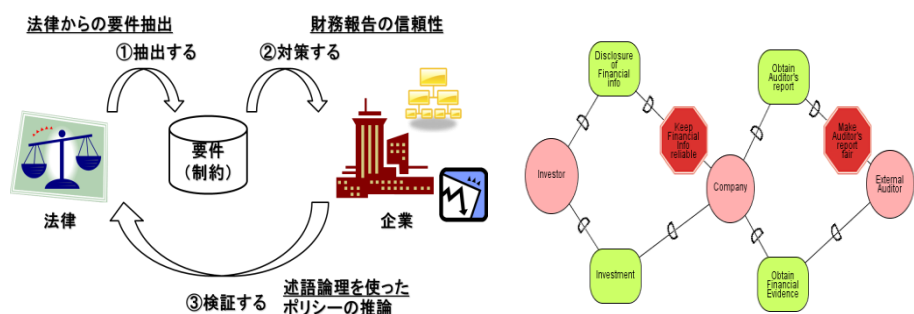 法律からの要件抽出
財務報告の信頼性
①抽出する
②対策する
要件
(制約)
法律
企業
③検証する
述語論理を使った
ポリシーの推論
Disclosure
of
Financial
info
Obtain
Auditor's
report
Keep
Financial
Info
reliable
Make
Auditor's
report
fair
Investor
Company
External
Auditor
Investment
Obtain
Financial
Evidence